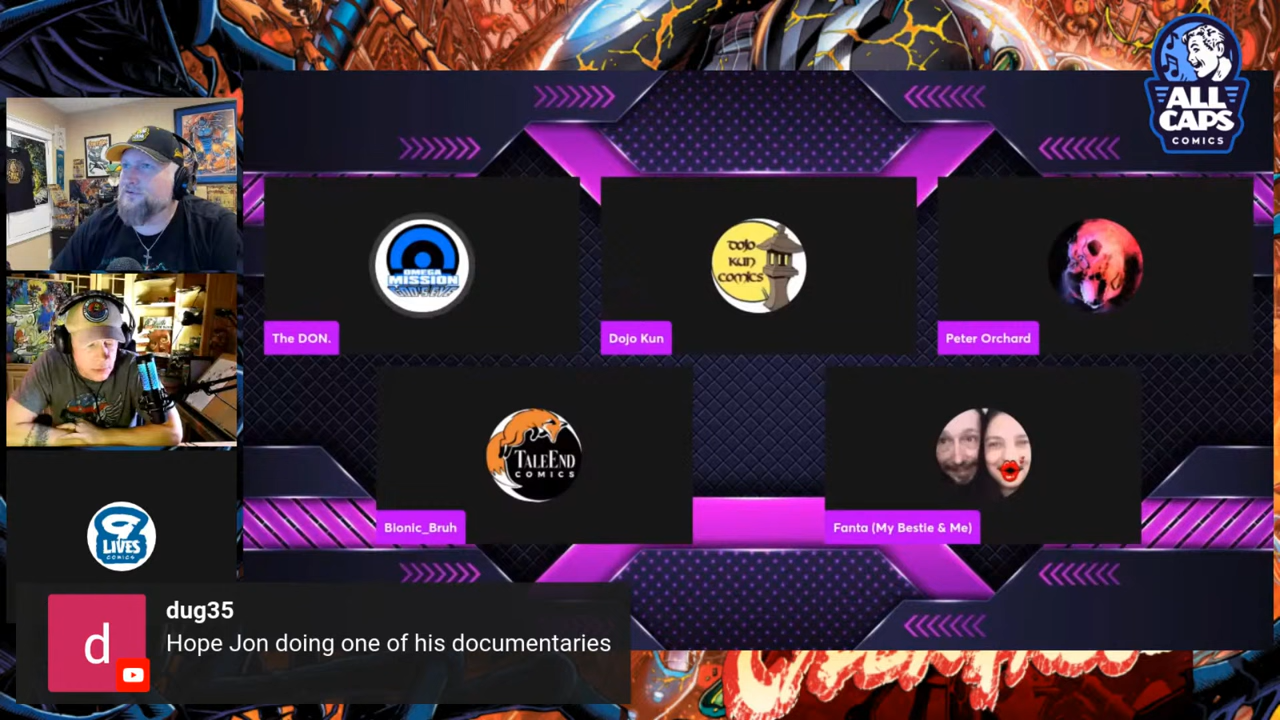 ALL
CAPS
COMICS
OMEGA
MISSION
The DON.
DOJO
KUN
COMICS
Dojo Kun
Peter Orchard
TALEEND
COMICS
Bionic_Bruh
Fanta (My Bestie & Me)
9
LIVES
COMICS
dug35
d
Hope Jon doing one of his documentaries